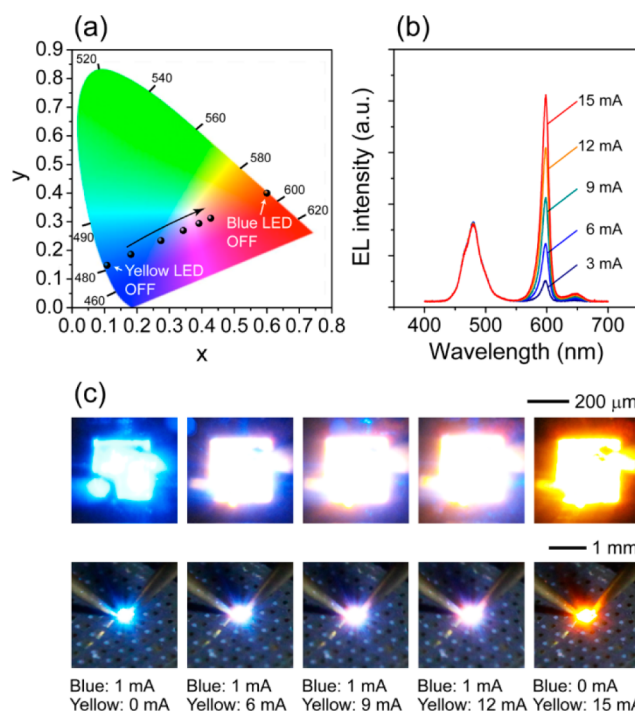 (a)
(b)
0.9
0.8
0.7
0.6
0.5
0.4
0.3
0.2
0.1
0.0
y
520
540
560
580
600
620
490
480
460
Blue LED
OFF
Yellow LED
OFF
0.0 0.1 0.2 0.3 0.4 0.5 0.6 0.7 0.8
x
EL intensity (a.u.)
15 mA
12 mA
9 mA
6 mA
3 mA
400 500 600 700
Wavelength (nm)
(c)
200 μm
1 mm
Blue: 1 mA
Yellow: 0 mA
Blue: 1 mA
Yellow: 6 mA
Blue: 1 mA
Yellow: 9 mA
Blue: 1 mA
Yellow: 12 mA
Blue: 0 mA
Yellow: 15 mA